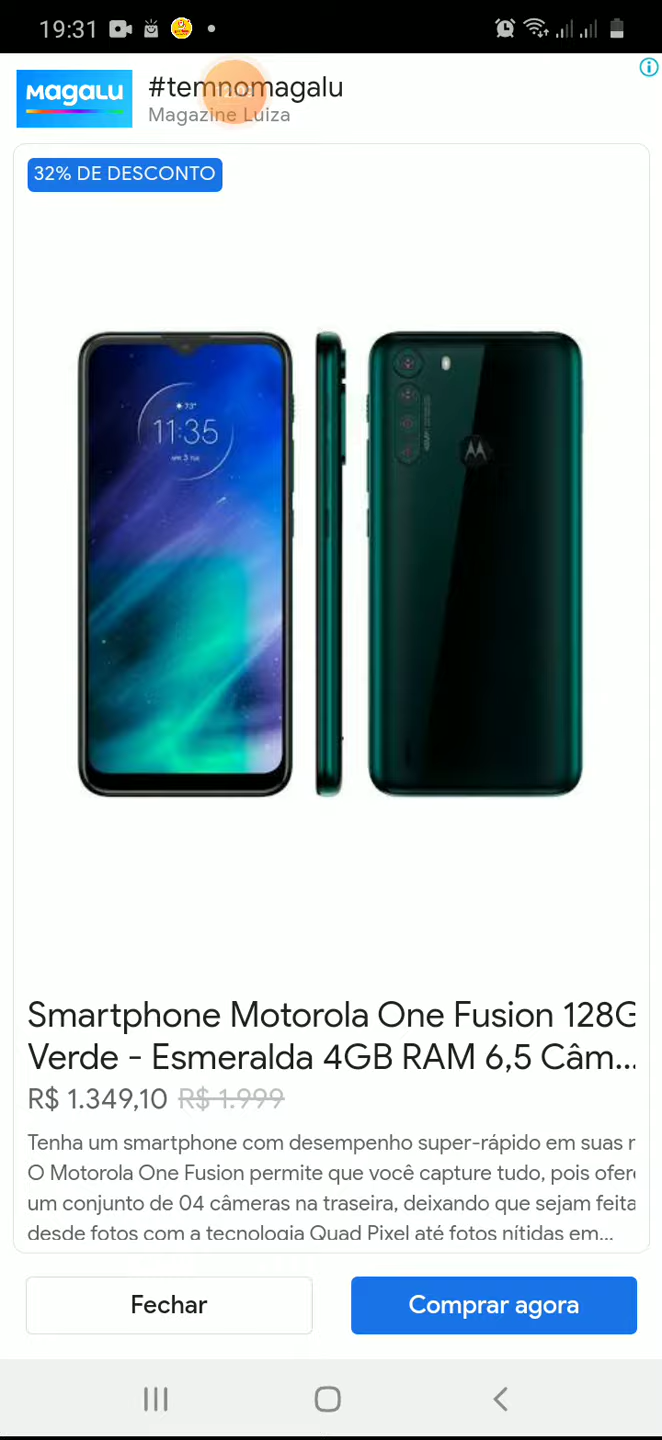 19:31
MagaLu
#temnomagalu
Magazine Luiza
32% DE DESCONTO
11:35
Smartphone Motorola One Fusion 128G
Verde - Esmeralda 4GB RAM 6,5 Câm...
R$ 1.349,10 R$ 1.999
Tenha um smartphone com desempenho super-rápido em suas r
O Motorola One Fusion permite que você capture tudo, pois ofere
um conjunto de 04 câmeras na traseira, deixando que sejam feita
desde fotos com a tecnologia Quad Pixel até fotos nítidas em...
Fechar
Comprar agora